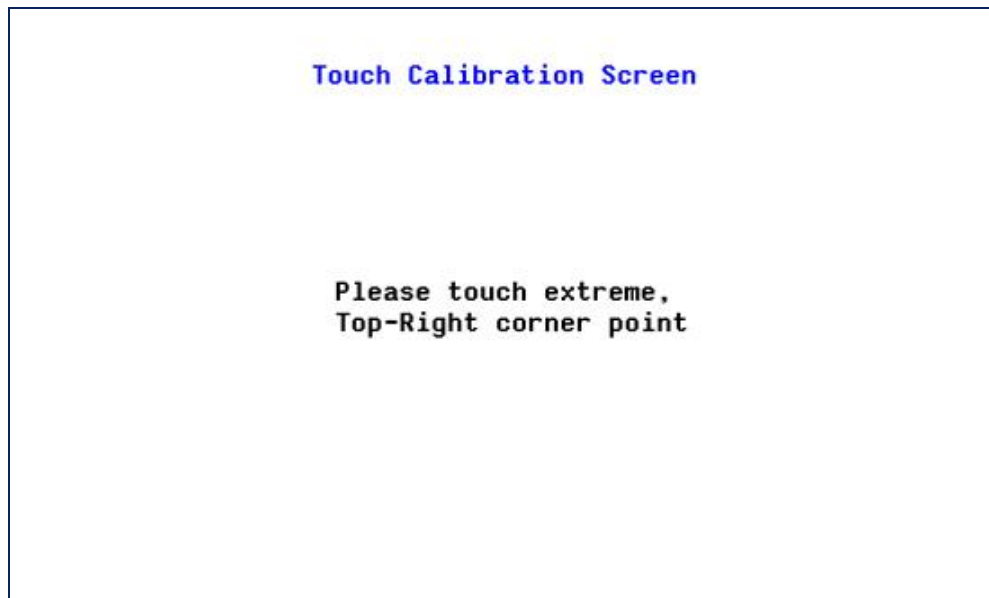 Touch Calibration Screen
Please touch extreme,
Top-Right corner point